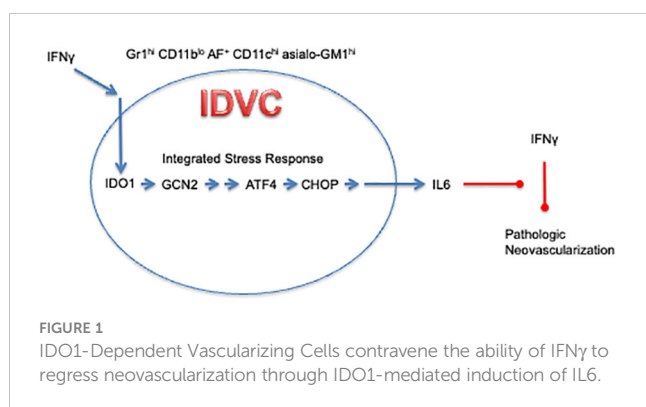 IFNγ
Gr1ʰⁱ CD11bˡᵒ AF⁺ CD11cʰⁱ asialo-GM1ʰⁱ
IDVC
IFNγ
Integrated Stress Response
IDO1 GCN2 ATF4 CHOP IL6
Pathologic
Neovascularization
FIGURE 1
IDO1-Dependent Vascularizing Cells contravene the ability of IFNγ to
regress neovascularization through IDO1-mediated induction of IL6.